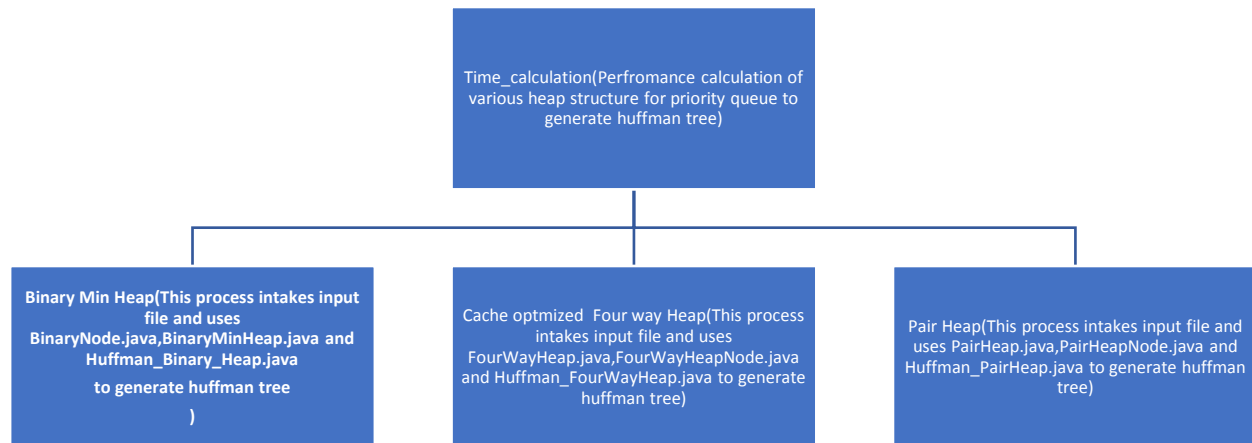 Time_calculation(Perfromance calculation of
various heap structure for priority queue to
generate huffman tree)
Binary Min Heap(This process intakes input
file and uses
BinaryNode.java,BinaryMinHeap.java and
Huffman_Binary_Heap.java
to generate huffman tree
)
Cache optmized  Four way Heap(This process
intakes input file and uses
FourWayHeap.java,FourWayHeapNode.java
and Huffman_FourWayHeap.java to generate
huffman tree)
Pair Heap(This process intakes input file and
uses PairHeap.java,PairHeapNode.java and
Huffman_PairHeap.java to generate huffman
tree)